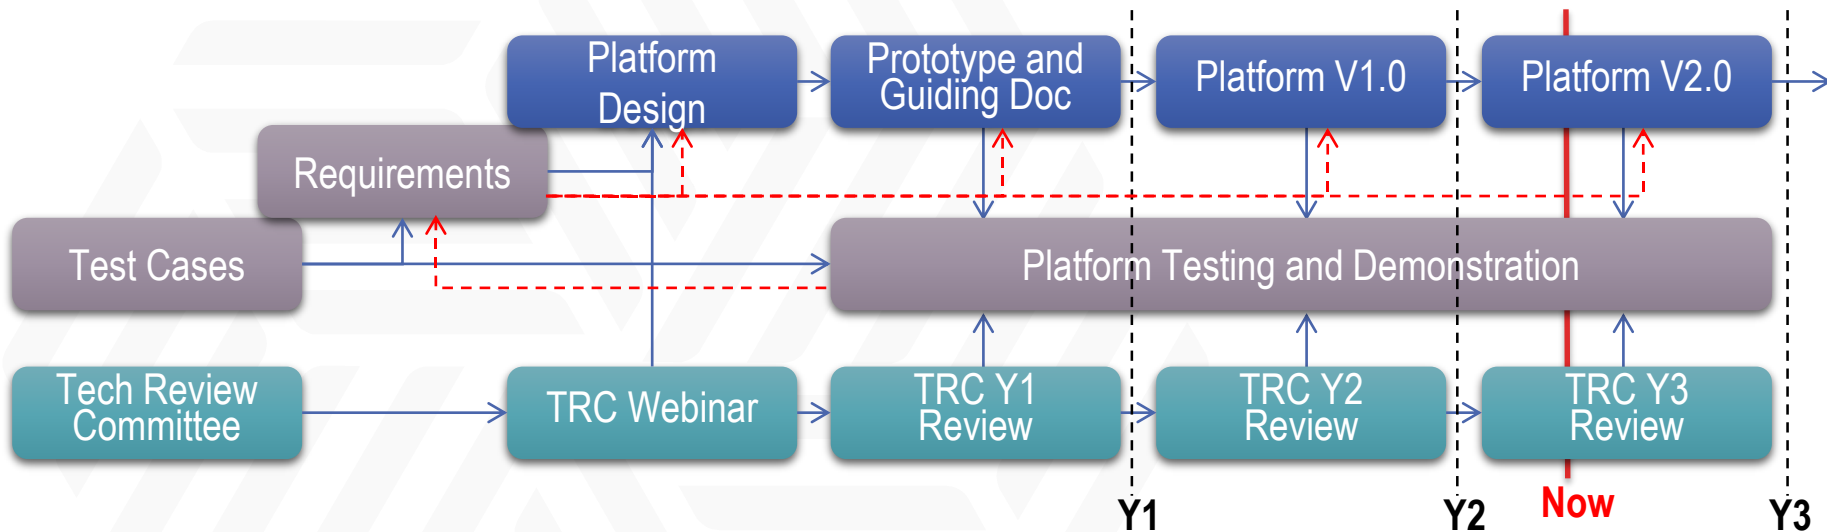 Platform
Design
Prototype and
Guiding Doc
Platform V1.0
Platform V2.0
Requirements
Test Cases
Platform Testing and Demonstration
Tech Review
Committee
TRC Webinar
TRC Y1
Review
TRC Y2
Review
TRC Y3
Review
Y1
Y2
Now
Y3